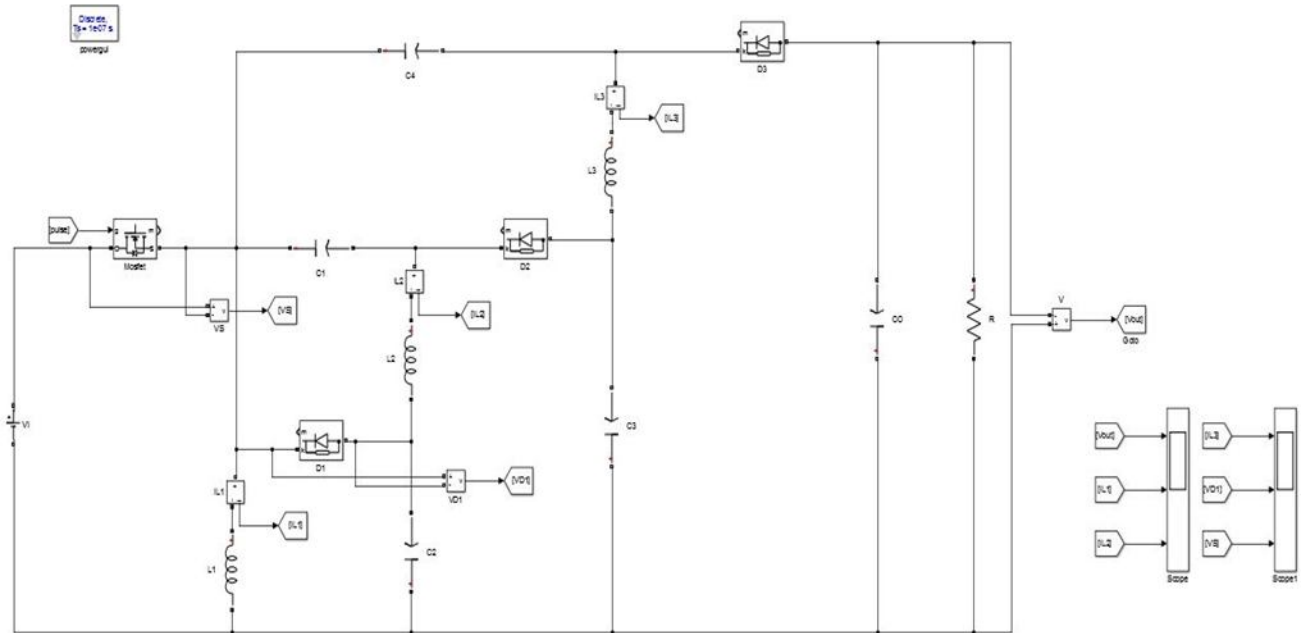 Discrete,
Ts = 1e-07 s.
powergui
C4
D3
IL3
[IL3]
L3
[pulse]
Mosfet
C1
D2
IL2
[IL2]
VS
[VS]
L2
CO
R
V
[Vout]
Goto
Vi
D1
VD1
[VD1]
C3
IL1
[IL1]
L1
C2
[Vout]
[IL1]
[IL2]
Scope
[IL3]
[VD1]
[VS]
Scope1